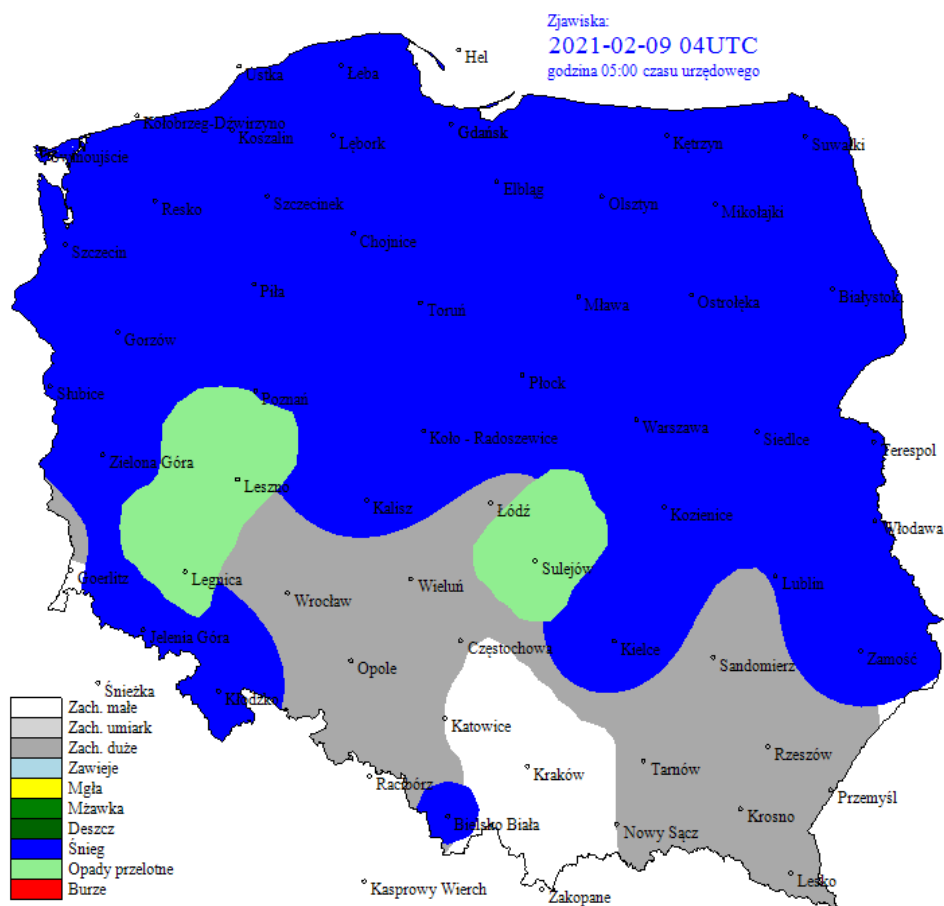 Zjawiska:
2021-02-09 04UTC
godzina 05:00 czasu urzędowego
Hel
Ustka
Łeba
Kołobrzeg-Dźwirzyno
Koszalin
Lębork
Gdańsk
Kętrzyn
Suwałki
Świnoujście
Resko
Szczecinek
Elbląg
Olsztyn
Mikołajki
Szczecin
Chojnice
Piła
Toruń
Mława
Ostrołęka
Białystok
Gorzów
Słubice
Poznań
Płock
Koło - Radoszewice
Warszawa
Siedlce
Terespol
Zielona Góra
Leszno
Kalisz
Łódź
Kozienice
Włodawa
Goerlitz
Legnica
Wrocław
Wieluń
Sulejów
Lublin
Jelenia Góra
Częstochowa
Kielce
Opole
Sandomierz
Zamość
Śnieżka
Kłodzko
Katowice
Kraków
Tarnów
Rzeszów
Racibórz
Przemyśl
Bielsko Biała
Nowy Sącz
Krosno
Kasprowy Wierch
Zakopane
Lesko
Zach. małe
Zach. umiark
Zach. duże
Zawieje
Mgła
Mżawka
Deszcz
Śnieg
Opady przelotne
Burze